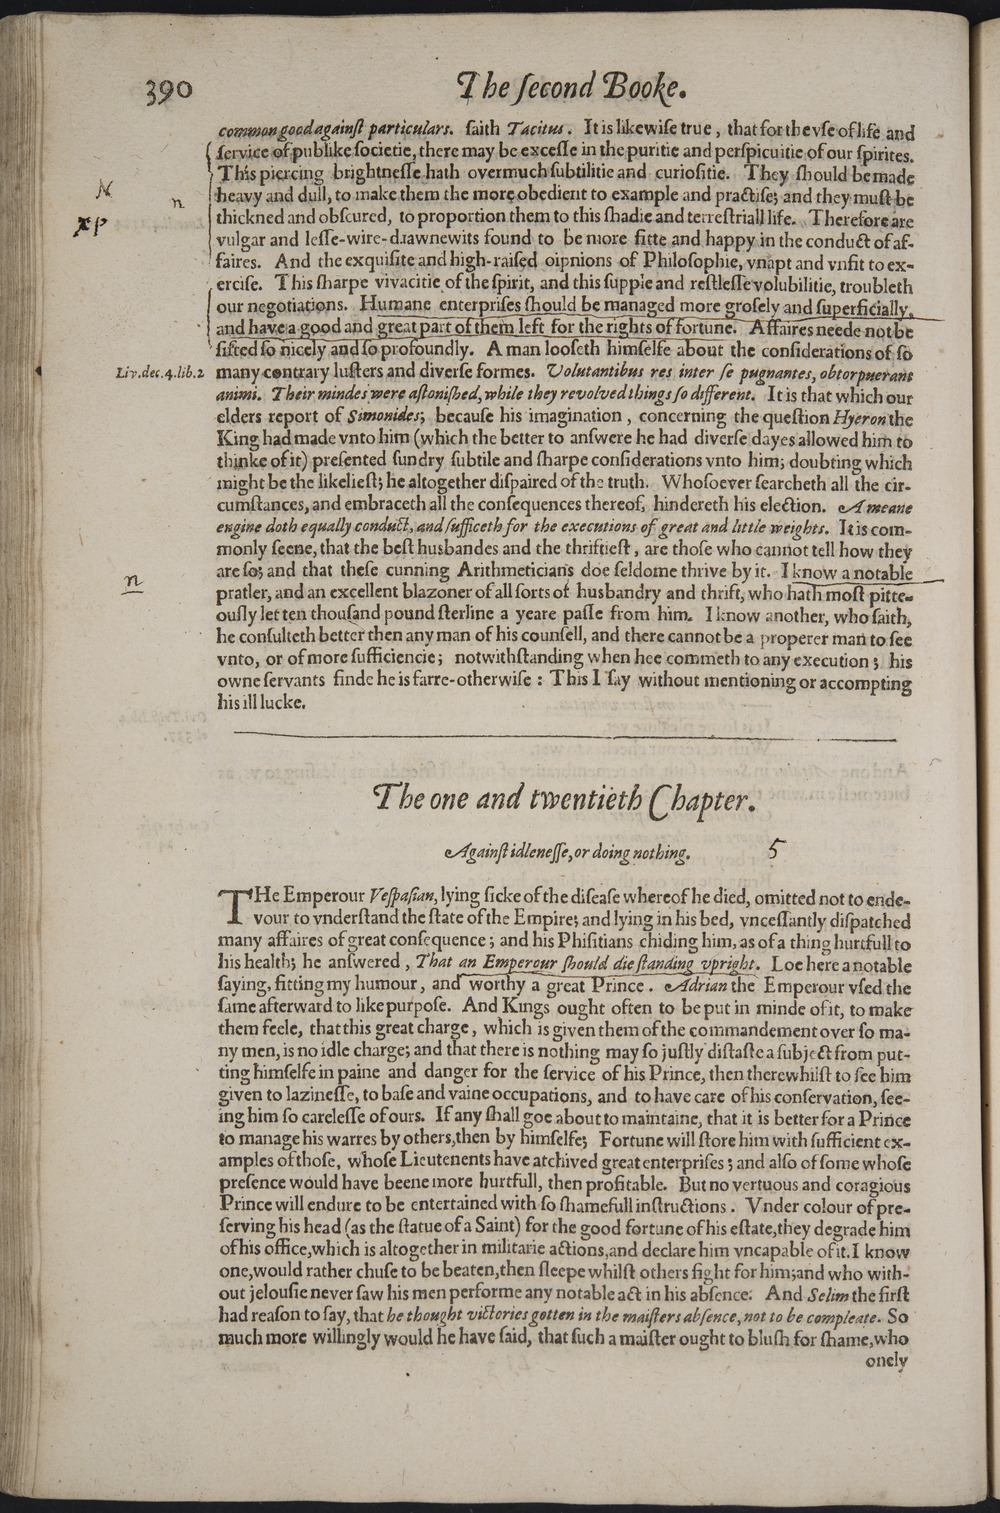 390
The ſecond Booke.
common good againſt particulars. ſaith Tacitus. It is likewiſe true, that for the vſe of life and
ſervice of publike ſocietie, there may be exceſſe in the puritie and perſpicuitie of our ſpirites.
This piercing brightneſſe hath overmuch ſubtilitie and curioſitie. They ſhould be made
N
heavy and dull, to make them the more obedient to example and practiſe; and they muſt be
n
thickned and obſcured, to proportion them to this ſhadie and terreſtriall life. Therefore are
vulgar and leſſe-wire-drawne wits found to be more fitte and happy in the conduct of af-
faires. And the exquiſite and high-raiſed oipnions of Philoſophie, vnapt and vnfit to ex-
erciſe. This ſharpe vivacitie of the ſpirit, and this ſupple and reſtleſſe volubilitie, troubleth
our negotiations. Humane enterpriſes ſhould be managed more groſely and ſuperficially,
and have a good and great part of them left for the rights of fortune. Affaires neede not be
ſifted ſo nicely and ſo profoundly. A man looſeth himſelfe about the conſiderations of ſo
Liv. dec. 4. lib. 2
many contrary luſters and diverſe formes. Volutantibus res inter ſe pugnantes, obtorpuerant
animi. Their mindes were aſtoniſhed, while they revolved things ſo different. It is that which our
elders report of Simonides; becauſe his imagination, concerning the queſtion Hyeron the
King had made vnto him (which the better to anſwere he had diverſe dayes allowed him to
thinke of it) preſented ſundry ſubtile and ſharpe conſiderations vnto him; doubting which
might be the likelieſt; he altogether diſpaired of the truth. Whoſoever ſearcheth all the cir-
cumſtances, and embraceth all the conſequences thereof, hindereth his election. A meane
engine doth equally conduct, and ſufficeth for the executions of great and little weights. It is com-
monly ſeene, that the beſt husbandes and the thriftieſt, are thoſe who cannot tell how they
n
are ſo; and that theſe cunning Arithmeticians doe ſeldome thrive by it. I know a notable
pratler, and an excellent blazoner of all ſorts of husbandry and thrift, who hath moſt pitte-
ouſly let ten thouſand pound ſterline a yeare paſſe from him. I know another, who ſaith,
he conſulteth better then any man of his counſell, and there cannot be a properer man to ſee
vnto, or of more ſufficiencie; notwithſtanding when hee commeth to any execution; his
owne ſervants finde he is farre-otherwiſe: This I ſay without mentioning or accompting
his ill lucke.
The one and twentieth Chapter.
Againſt idleneſſe, or doing nothing. 5
THe Emperour Veſpaſian, lying ſicke of the diſeaſe whereof he died, omitted not to ende-
vour to vnderſtand the ſtate of the Empire; and lying in his bed, vnceſſantly diſpatched
many affaires of great conſequence; and his Phiſitians chiding him, as of a thing hurtfull to
his health; he anſwered, That an Emperour ſhould die ſtanding vpright. Loe here a notable
ſaying, fitting my humour, and worthy a great Prince. Adrian the Emperour vſed the
ſame afterward to like purpoſe. And Kings ought often to be put in minde of it, to make
them feele, that this great charge, which is given them of the commandement over ſo ma-
ny men, is no idle charge; and that there is nothing may ſo juſtly diſtaſte a ſubject from put-
ting himſelfe in paine and danger for the ſervice of his Prince, then therewhilſt to ſee him
given to lazineſſe, to baſe and vaine occupations, and to have care of his conſervation, ſee-
ing him ſo careleſſe of ours. If any ſhall goe about to maintaine, that it is better for a Prince
to manage his warres by others, then by himſelfe; Fortune will ſtore him with ſufficient ex-
amples of thoſe, whoſe Lieutenents have atchived great enterpriſes; and alſo of ſome whoſe
preſence would have beene more hurtfull, then profitable. But no vertuous and coragious
Prince will endure to be entertained with ſo ſhamefull inſtructions. Vnder colour of pre-
ſerving his head (as the ſtatue of a Saint) for the good fortune of his eſtate, they degrade him
of his office, which is altogether in militarie actions, and declare him vncapable of it. I know
one, would rather chuſe to be beaten, then ſleepe whilſt others fight for him; and who with-
out jelouſie never ſaw his men performe any notable act in his abſence. And Selim the firſt
had reaſon to ſay, that he thought victories gotten in the maiſters abſence, not to be compleate. So
much more willingly would he have ſaid, that ſuch a maiſter ought to bluſh for ſhame, who
onely